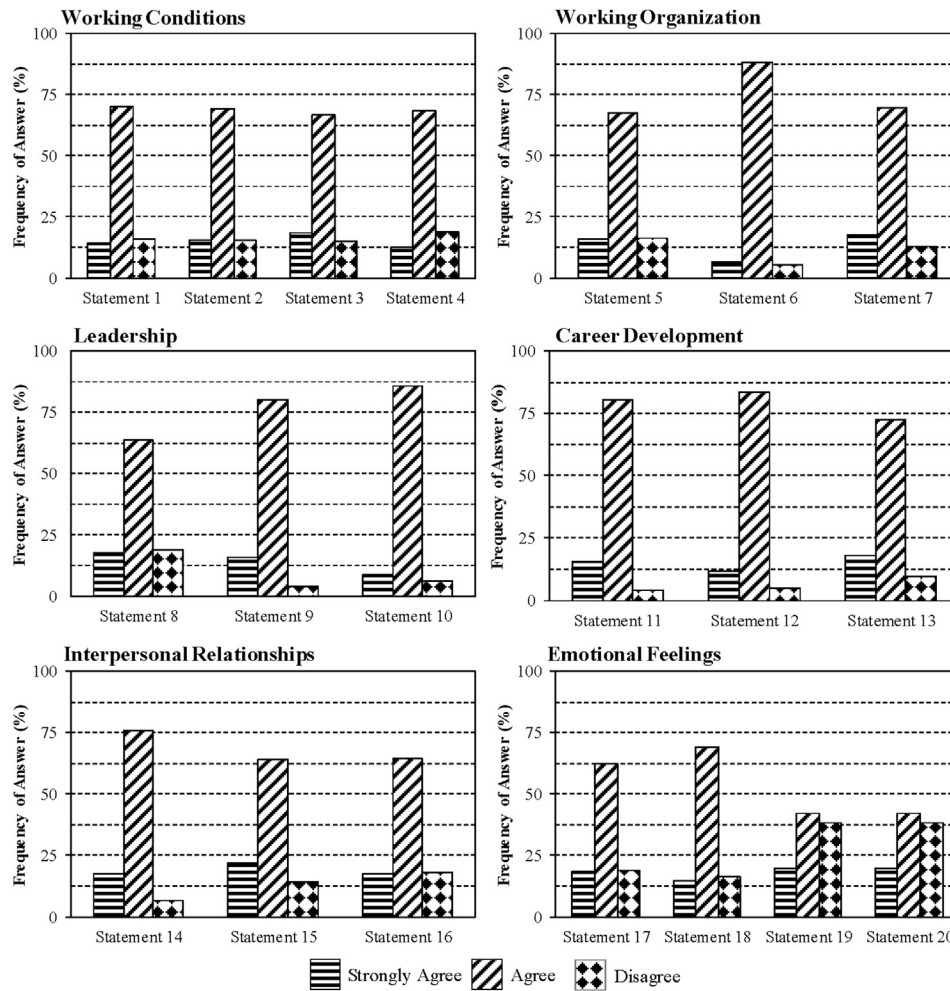 Working Conditions
Frequency of Answer (%)
100
75
50
25
0
Statement 1 Statement 2 Statement 3 Statement 4
Working Organization
Frequency of Answer (%)
100
75
50
25
0
Statement 5 Statement 6 Statement 7
Leadership
Frequency of Answer (%)
100
75
50
25
0
Statement 8 Statement 9 Statement 10
Career Development
Frequency of Answer (%)
100
75
50
25
0
Statement 11 Statement 12 Statement 13
Interpersonal Relationships
Frequency of Answer (%)
100
75
50
25
0
Statement 14 Statement 15 Statement 16
Emotional Feelings
Frequency of Answer (%)
100
75
50
25
0
Statement 17 Statement 18 Statement 19 Statement 20
Strongly Agree Agree Disagree